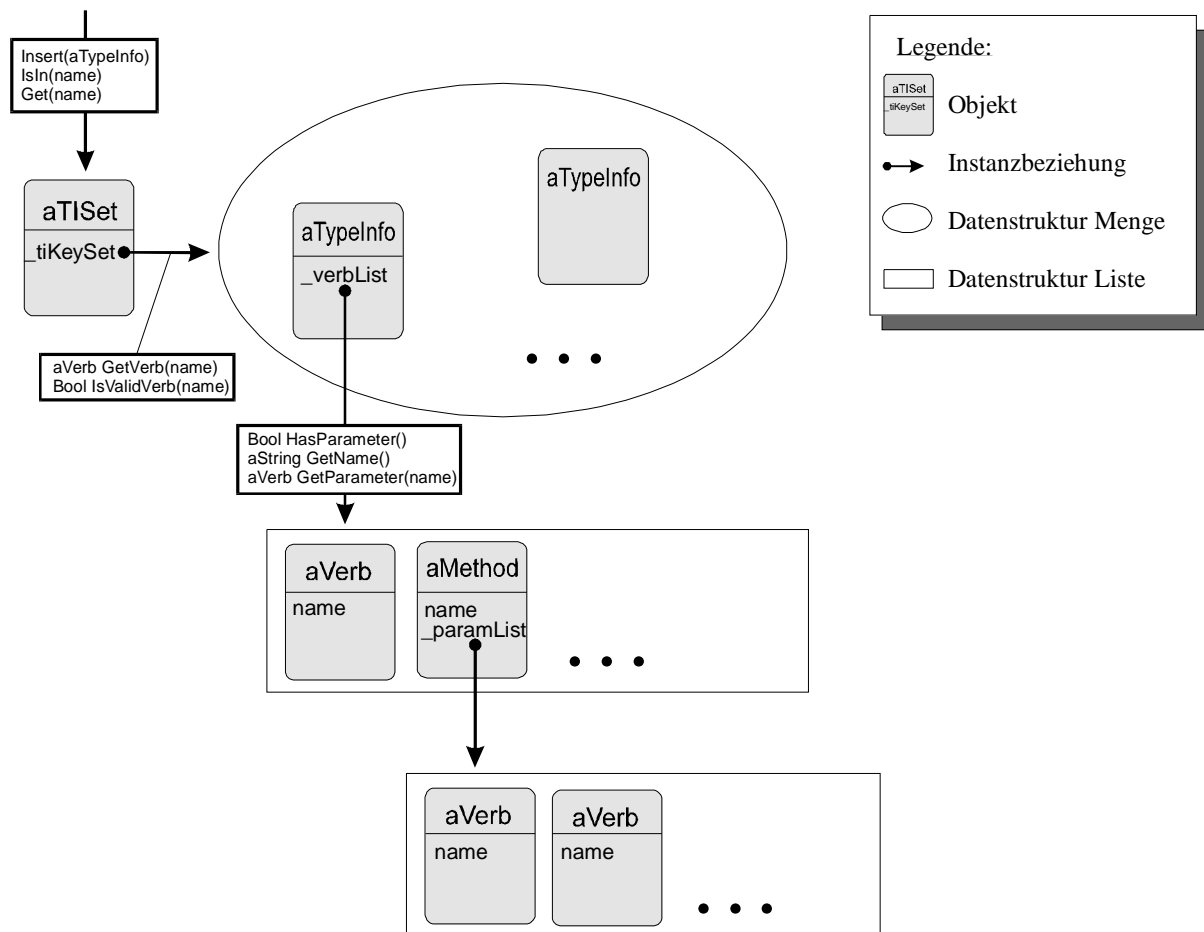 Insert(aTypeInfo)
IsIn(name)
Get(name)
aTISet
_tiKeySet
aVerb GetVerb(name)
Bool IsValidVerb(name)
aTypeInfo
_verbList
aTypeInfo
Bool HasParameter()
aString GetName()
aVerb GetParameter(name)
aVerb
name
aMethod
name
_paramList
aVerb
name
aVerb
name
Legende:
aTISet
_tiKeySet
Objekt
Instanzbeziehung
Datenstruktur Menge
Datenstruktur Liste